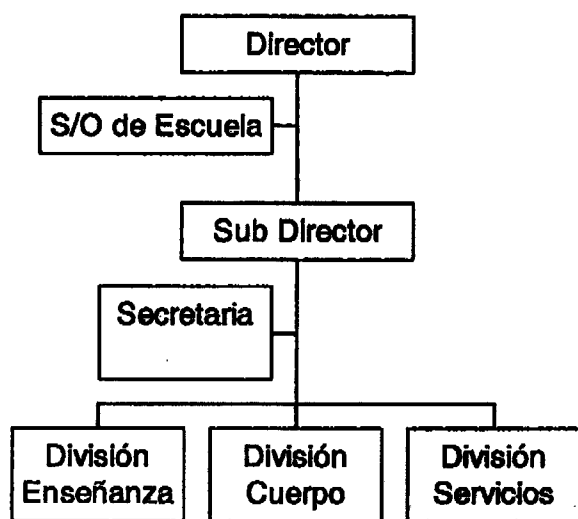 Director
S/O de Escuela
Sub Director
Secretaria
División
Enseñanza
División
Cuerpo
División
Servicios